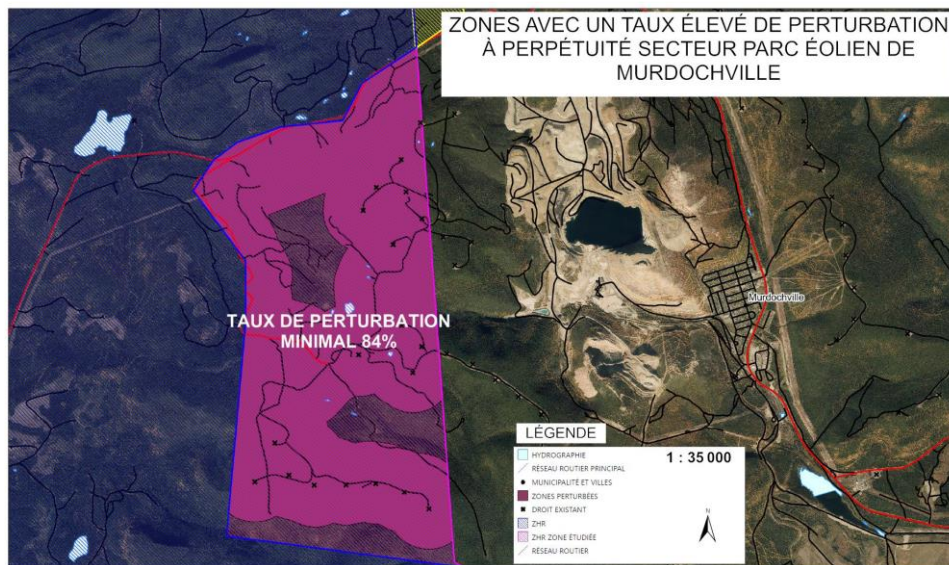 ZONES AVEC UN TAUX ÉLEVÉ DE PERTURBATION
À PERPÉTUITÉ SECTEUR PARC ÉOLIEN DE
MURDOCHVILLE
Murdochville
TAUX DE PERTURBATION
MINIMAL 84%
LÉGENDE
1 : 35 000
HYDROGRAPHIE
RÉSEAU ROUTIER PRINCIPAL
MUNICIPALITÉ ET VILLES
ZONES PERTURBÉES
DROIT EXISTANT
ZHR
ZHR ZONE ÉTUDIÉE
RÉSEAU ROUTIER
N